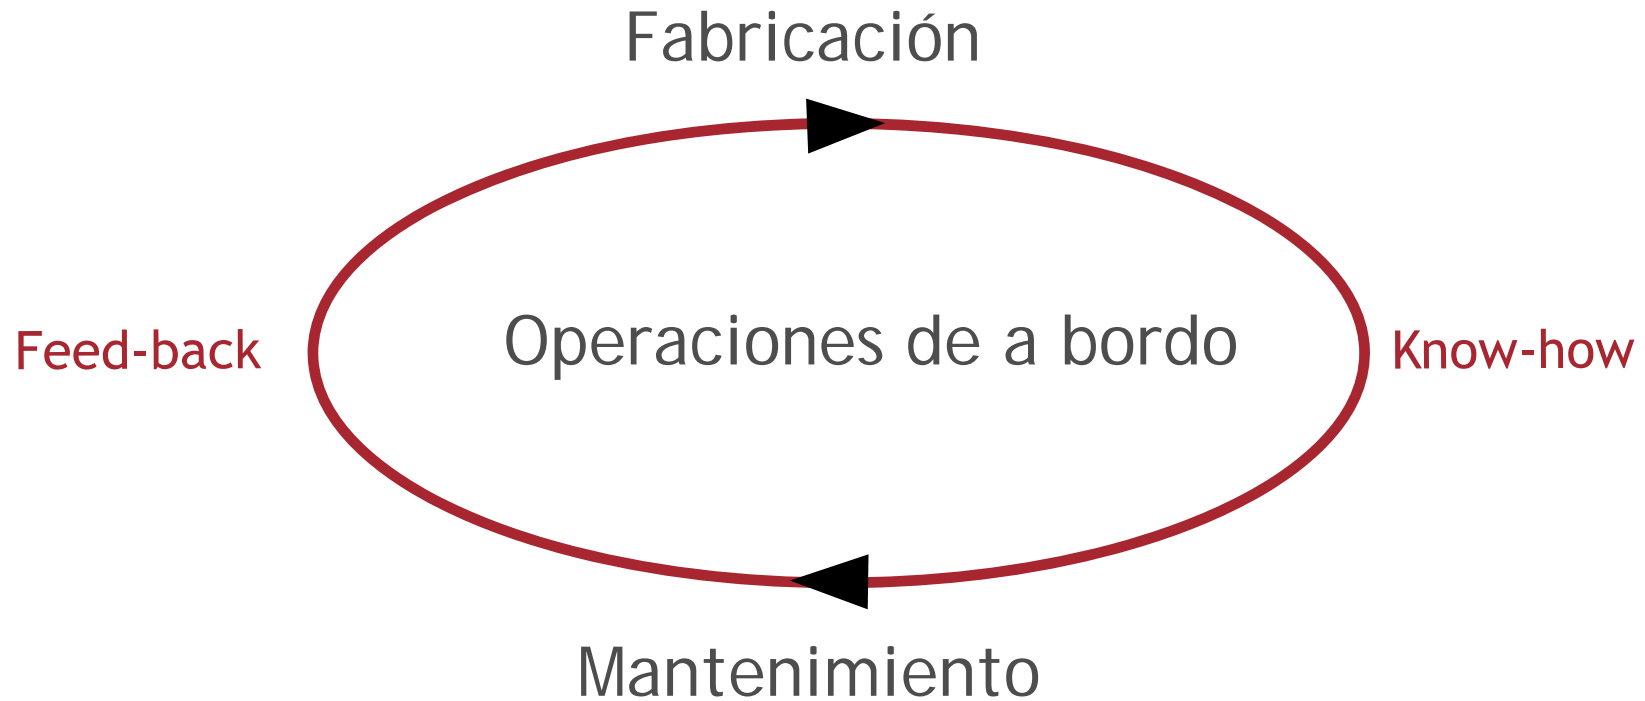 Fabricación
Feed-back
Operaciones de a bordo
Know-how
Mantenimiento